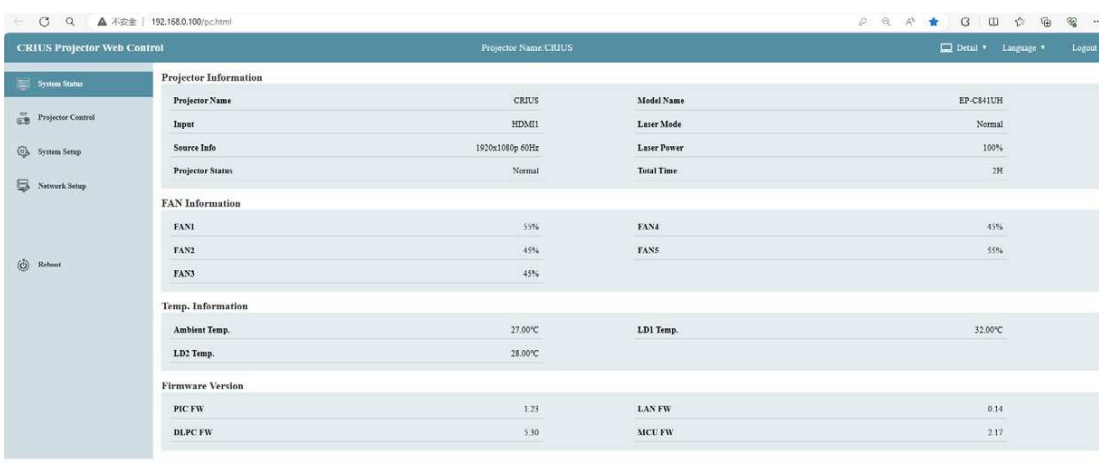 不安全 | 192.168.0.100/pc.html
CRIUS Projector Web Control Projector Name:CRIUS Detail Language Logout
System Status
Projector Control
System Setup
Network Setup
Reboot
Projector Information
Projector Name CRIUS Model Name EP-C841UH
Input HDMI1 Laser Mode Normal
Source Info 1920x1080p 60Hz Laser Power 100%
Projector Status Normal Total Time 2H
FAN Information
FAN1 55% FAN4 45%
FAN2 45% FAN5 55%
FAN3 45%
Temp. Information
Ambient Temp. 27.00°C LD1 Temp. 32.00°C
LD2 Temp. 28.00°C
Firmware Version
PIC FW 1.23 LAN FW 0.14
DLPC FW 5.30 MCU FW 2.17